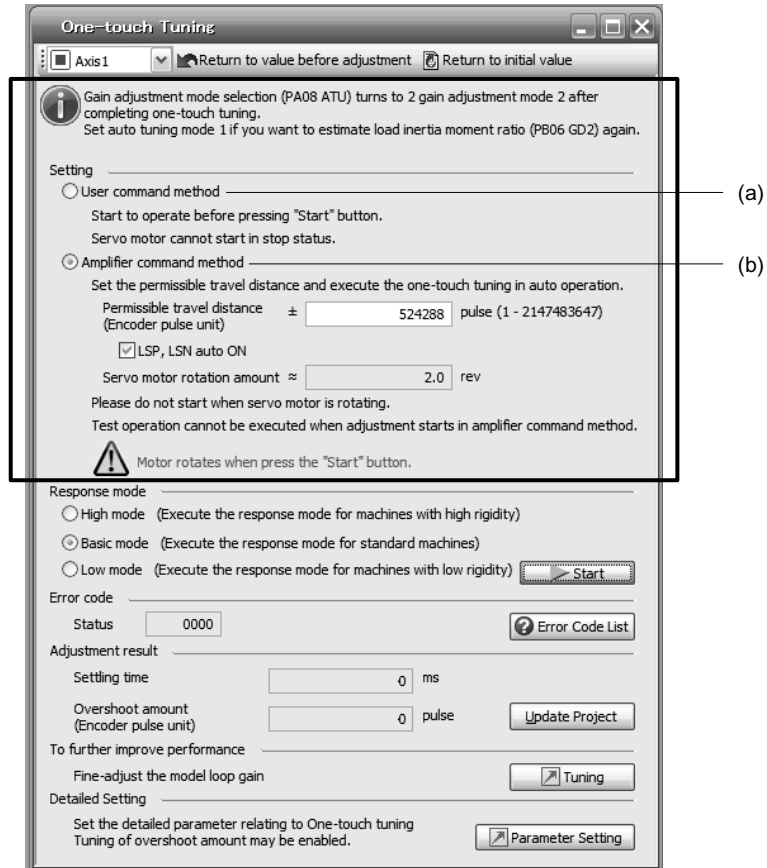 One-touch Tuning
Axis1 Return to value before adjustment Return to initial value
Gain adjustment mode selection (PA08 ATU) turns to 2 gain adjustment mode 2 after
completing one-touch tuning.
Set auto tuning mode 1 if you want to estimate load inertia moment ratio (PB06 GD2) again.
Setting
User command method
(a)
Start to operate before pressing "Start" button.
Servo motor cannot start in stop status.
Amplifier command method
(b)
Set the permissible travel distance and execute the one-touch tuning in auto operation.
Permissible travel distance
(Encoder pulse unit)
± 524288 pulse (1 - 2147483647)
LSP, LSN auto ON
Servo motor rotation amount ≈ 2.0 rev
Please do not start when servo motor is rotating.
Test operation cannot be executed when adjustment starts in amplifier command method.
Motor rotates when press the "Start" button.
Response mode
High mode (Execute the response mode for machines with high rigidity)
Basic mode (Execute the response mode for standard machines)
Low mode (Execute the response mode for machines with low rigidity) Start
Error code
Status 0000 Error Code List
Adjustment result
Settling time 0 ms
Overshoot amount
(Encoder pulse unit)
0 pulse Update Project
To further improve performance
Fine-adjust the model loop gain Tuning
Detailed Setting
Set the detailed parameter relating to One-touch tuning
Tuning of overshoot amount may be enabled. Parameter Setting